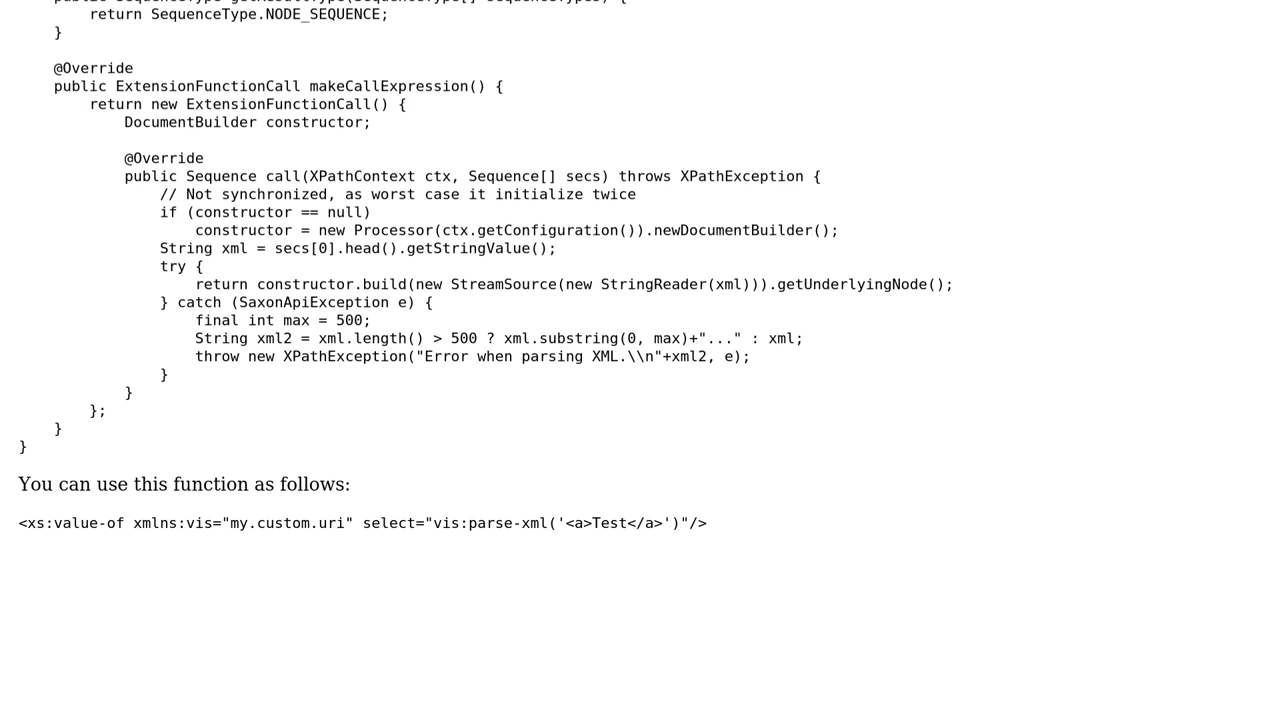 return SequenceType.NODE_SEQUENCE;
}
@Override
public ExtensionFunctionCall makeCallExpression() {
return new ExtensionFunctionCall() {
DocumentBuilder constructor;
@Override
public Sequence call(XPathContext ctx, Sequence[] secs) throws XPathException {
// Not synchronized, as worst case it initialize twice
if (constructor == null)
constructor = new Processor(ctx.getConfiguration()).newDocumentBuilder();
String xml = secs[0].head().getStringValue();
try {
return constructor.build(new StreamSource(new StringReader(xml))).getUnderlyingNode();
} catch (SaxonApiException e) {
final int max = 500;
String xml2 = xml.length() > 500 ? xml.substring(0, max)+"..." : xml;
throw new XPathException("Error when parsing XML.\\n"+xml2, e);
}
}
};
}
}
You can use this function as follows:
<xs:value-of xmlns:vis="my.custom.uri" select="vis:parse-xml('<a>Test</a>')"/>